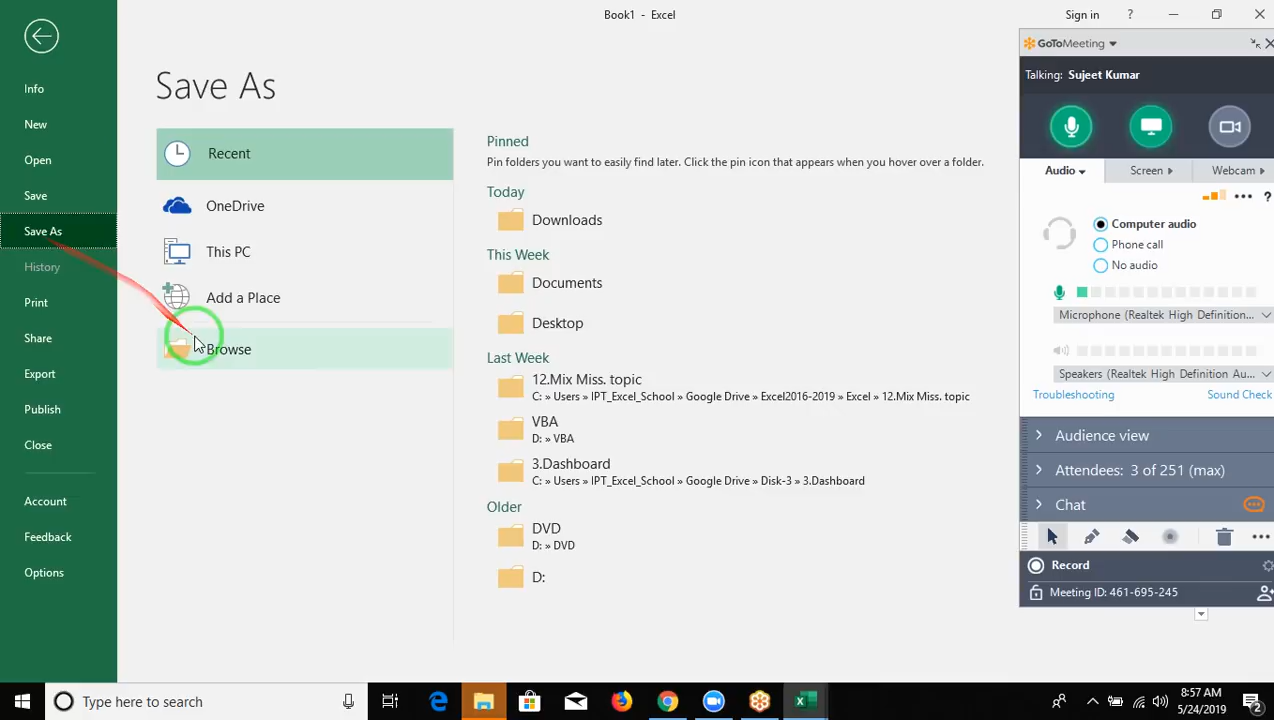 Book1 - Excel
Sign in
?
Info
New
Open
Save
Save As
History
Print
Share
Export
Publish
Close
Account
Feedback
Options
Save As
Recent
OneDrive
This PC
Add a Place
Browse
Pinned
Pin folders you want to easily find later. Click the pin icon that appears when you hover over a folder.
Today
Downloads
This Week
Documents
Desktop
Last Week
12.Mix Miss. topic
C: » Users » IPT_Excel_School » Google Drive » Excel2016-2019 » Excel » 12.Mix Miss. topic
VBA
D: » VBA
3.Dashboard
C: » Users » IPT_Excel_School » Google Drive » Disk-3 » 3.Dashboard
Older
DVD
D: » DVD
D:
GoToMeeting
Talking: Sujeet Kumar
Audio
Screen
Webcam
?
Computer audio
Phone call
No audio
Microphone (Realtek High Definition...
Speakers (Realtek High Definition Au...
Troubleshooting
Sound Check
Audience view
Attendees: 3 of 251 (max)
Chat
Record
Meeting ID: 461-695-245
Type here to search
8:57 AM
5/24/2019
2